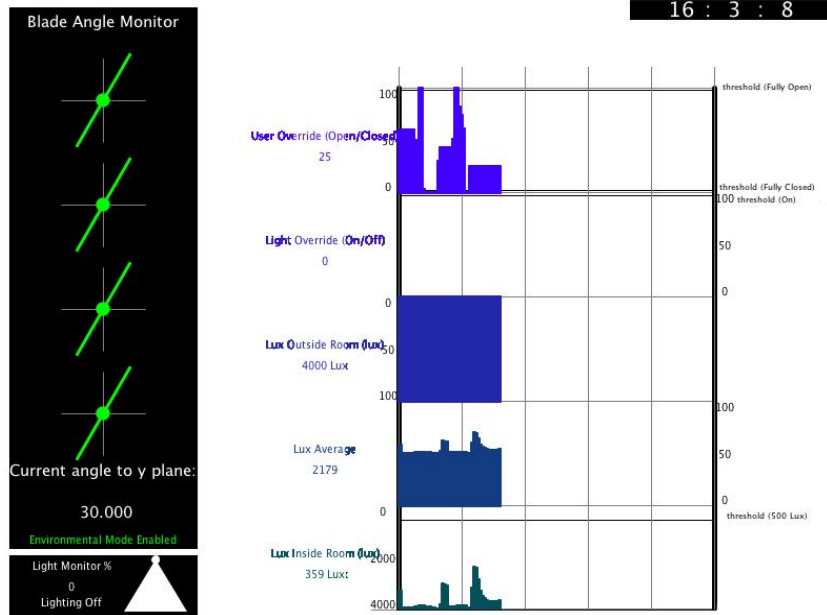 16 : 3 : 8
Blade Angle Monitor
Current angle to y plane:
30.000
Environmental Mode Enabled
Light Monitor %
0
Lighting Off
100
threshold (Fully Open)
User Override (Open/Closed)
50
25
0
threshold (Fully Closed)
100
threshold (On)
Light Override (On/Off)
50
0
0
0
Lux Outside Room (lux)
50
4000 Lux
100
100
Lux Average
50
2179
0
0
threshold (500 Lux)
Lux Inside Room (lux)
2000
359 Lux
4000